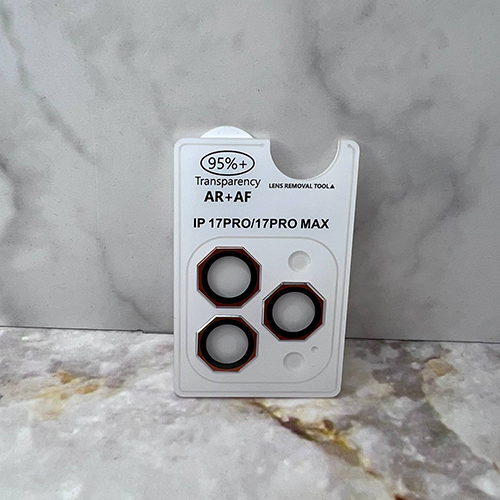 95%+
Transparency
AR+AF
LENS REMOVAL TOOL▲
IP 17PRO/17PRO MAX